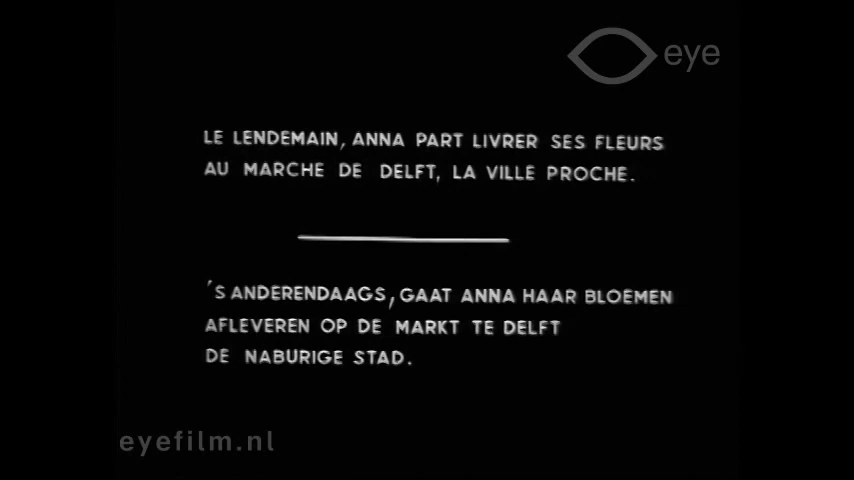 eye
LE LENDEMAIN, ANNA PART LIVRER SES FLEURS
AU MARCHE DE DELFT, LA VILLE PROCHE.
'S ANDERENDAAGS, GAAT ANNA HAAR BLOEMEN
AFLEVEREN OP DE MARKT TE DELFT
DE NABURIGE STAD.
eyefilm.nl